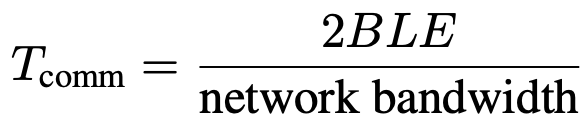 T_comm = 2BLE / network bandwidth